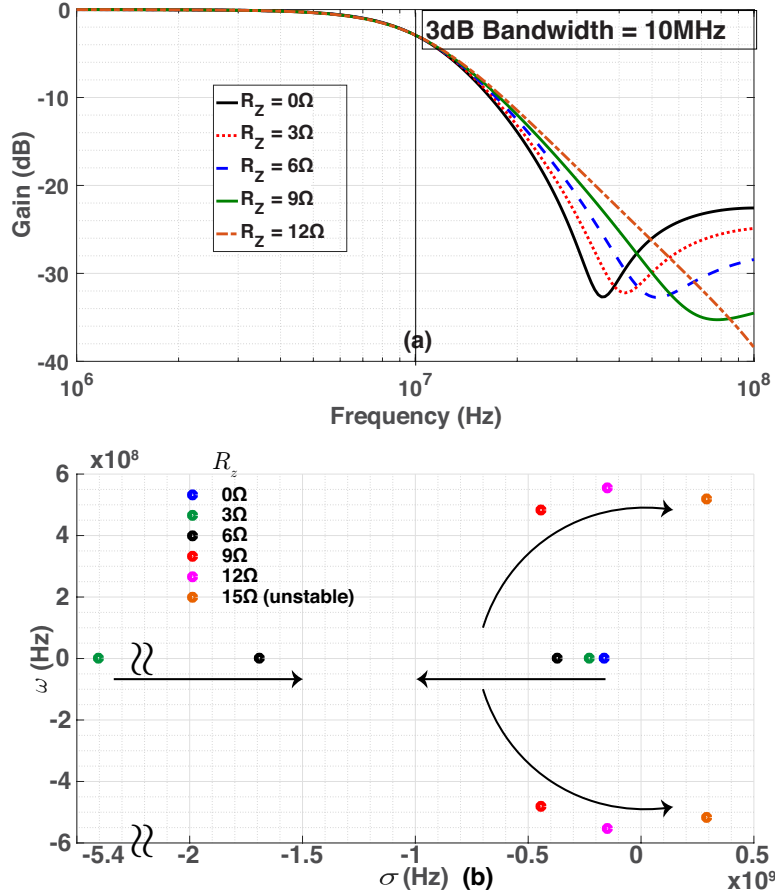 0
3dB Bandwidth = 10MHz
-10
R_Z = 0Ω
R_Z = 3Ω
R_Z = 6Ω
R_Z = 9Ω
R_Z = 12Ω
Gain (dB)
-20
-30
(a)
-40
10^6
10^7
10^8
Frequency (Hz)
x10^8
R_z
0Ω
3Ω
6Ω
9Ω
12Ω
15Ω (unstable)
6
4
2
0
-2
-4
-6
ω (Hz)
-5.4
-2
-1.5
-1
-0.5
0
0.5
x10^9
σ (Hz) (b)